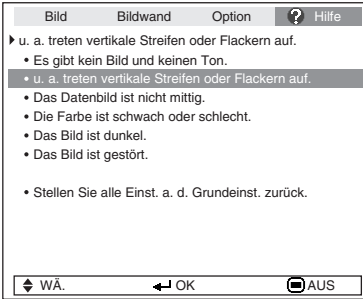 Bild Bildwand Option ? Hilfe
u. a. treten vertikale Streifen oder Flackern auf.
• Es gibt kein Bild und keinen Ton.
• u. a. treten vertikale Streifen oder Flackern auf.
• Das Datenbild ist nicht mittig.
• Die Farbe ist schwach oder schlecht.
• Das Bild ist dunkel.
• Das Bild ist gestört.
• Stellen Sie alle Einst. a. d. Grundeinst. zurück.
WÃ. OK AUS